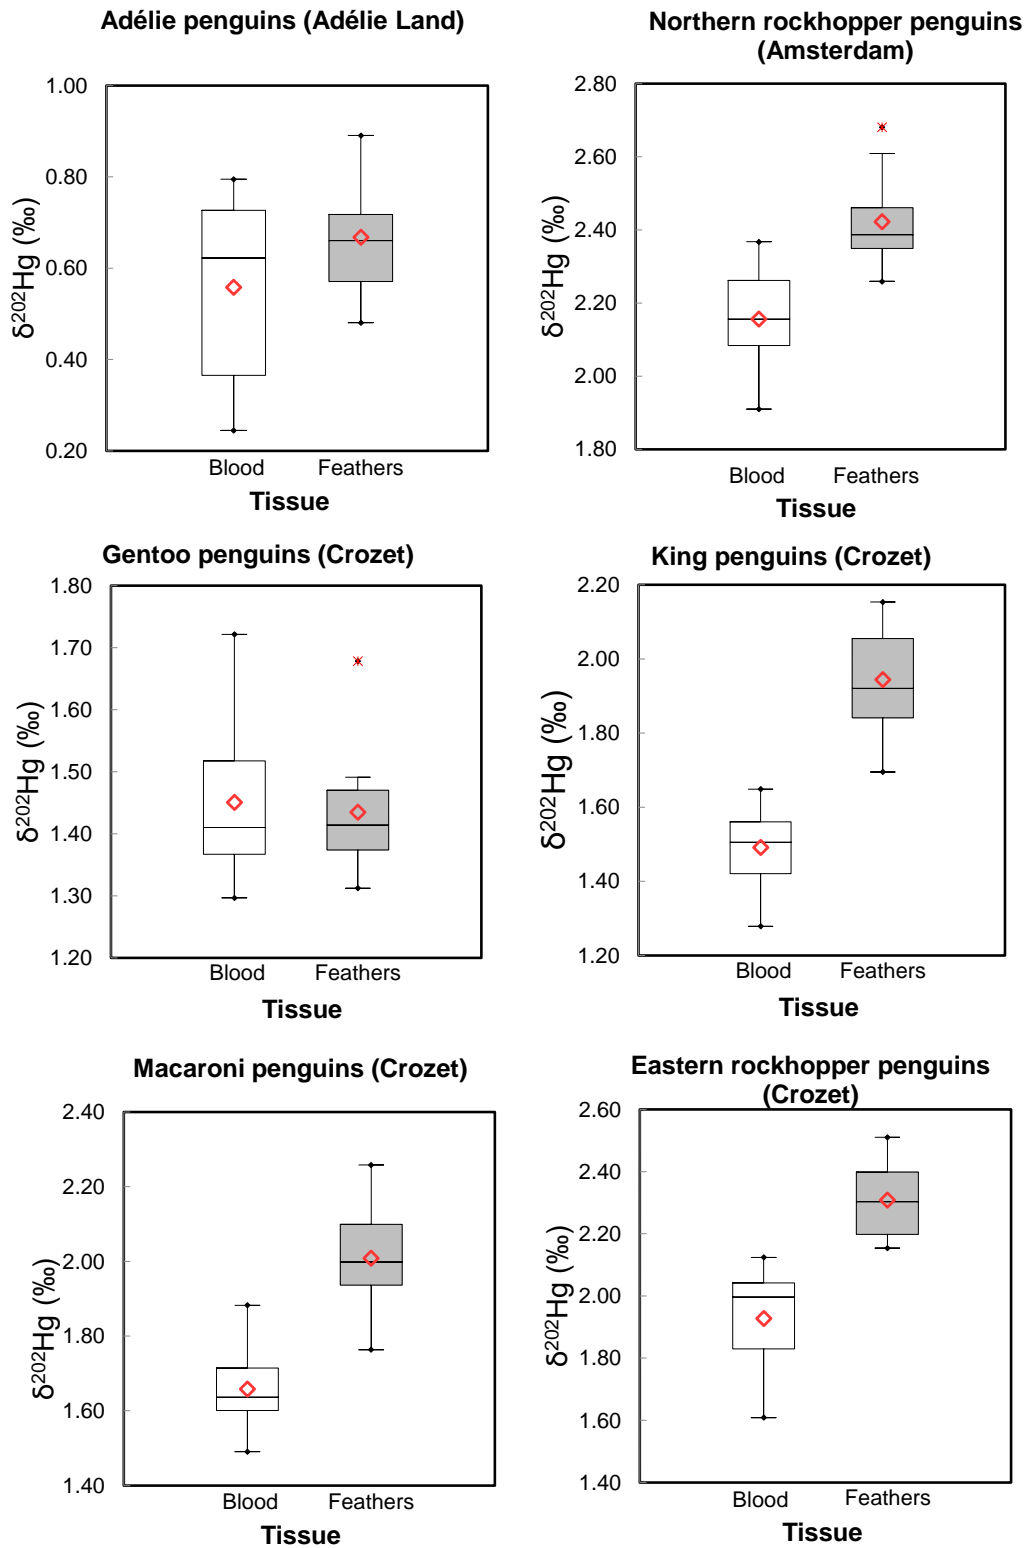 Adélie penguins (Adélie Land)
1.00
0.80
0.60
0.40
0.20
δ²⁰²Hg (‰)
Blood Feathers
Tissue
Northern rockhopper penguins
(Amsterdam)
2.80
2.60
2.40
2.20
2.00
1.80
δ²⁰²Hg (‰)
Blood Feathers
Tissue
Gentoo penguins (Crozet)
1.80
1.70
1.60
1.50
1.40
1.30
1.20
δ²⁰²Hg (‰)
Blood Feathers
Tissue
King penguins (Crozet)
2.20
2.00
1.80
1.60
1.40
1.20
δ²⁰²Hg (‰)
Blood Feathers
Tissue
Macaroni penguins (Crozet)
2.40
2.20
2.00
1.80
1.60
1.40
δ²⁰²Hg (‰)
Blood Feathers
Tissue
Eastern rockhopper penguins
(Crozet)
2.60
2.40
2.20
2.00
1.80
1.60
1.40
δ²⁰²Hg (‰)
Blood Feathers
Tissue